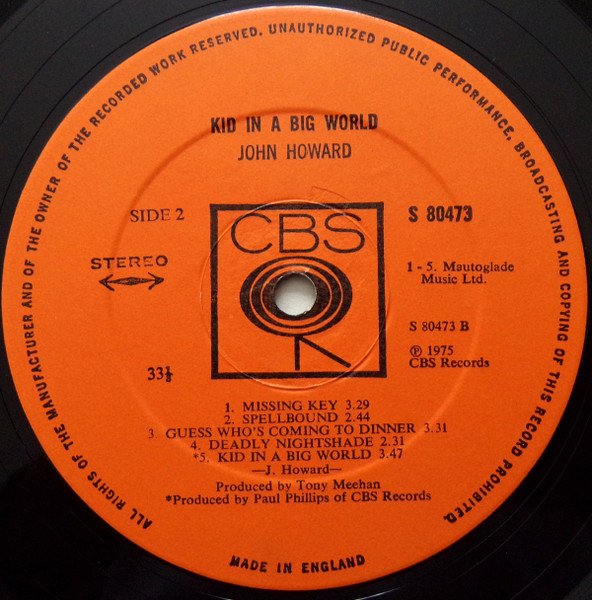 ALL RIGHTS OF THE MANUFACTURER AND OF THE OWNER OF THE RECORDED WORK RESERVED. UNAUTHORIZED PUBLIC PERFORMANCE, BROADCASTING AND COPYING OF THIS RECORD PROHIBITED.
KID IN A BIG WORLD
JOHN HOWARD
SIDE 2
CBS
S 80473
STEREO
1 - 5. Mautoglade
Music Ltd.
S 80473 B
33⅓
℗ 1975
CBS Records
1. MISSING KEY 3.29
2. SPELLBOUND 2.44
3. GUESS WHO'S COMING TO DINNER 3.31
4. DEADLY NIGHTSHADE 2.31
*5. KID IN A BIG WORLD 3.47
—J. Howard—
Produced by Tony Meehan
*Produced by Paul Phillips of CBS Records
MADE IN ENGLAND